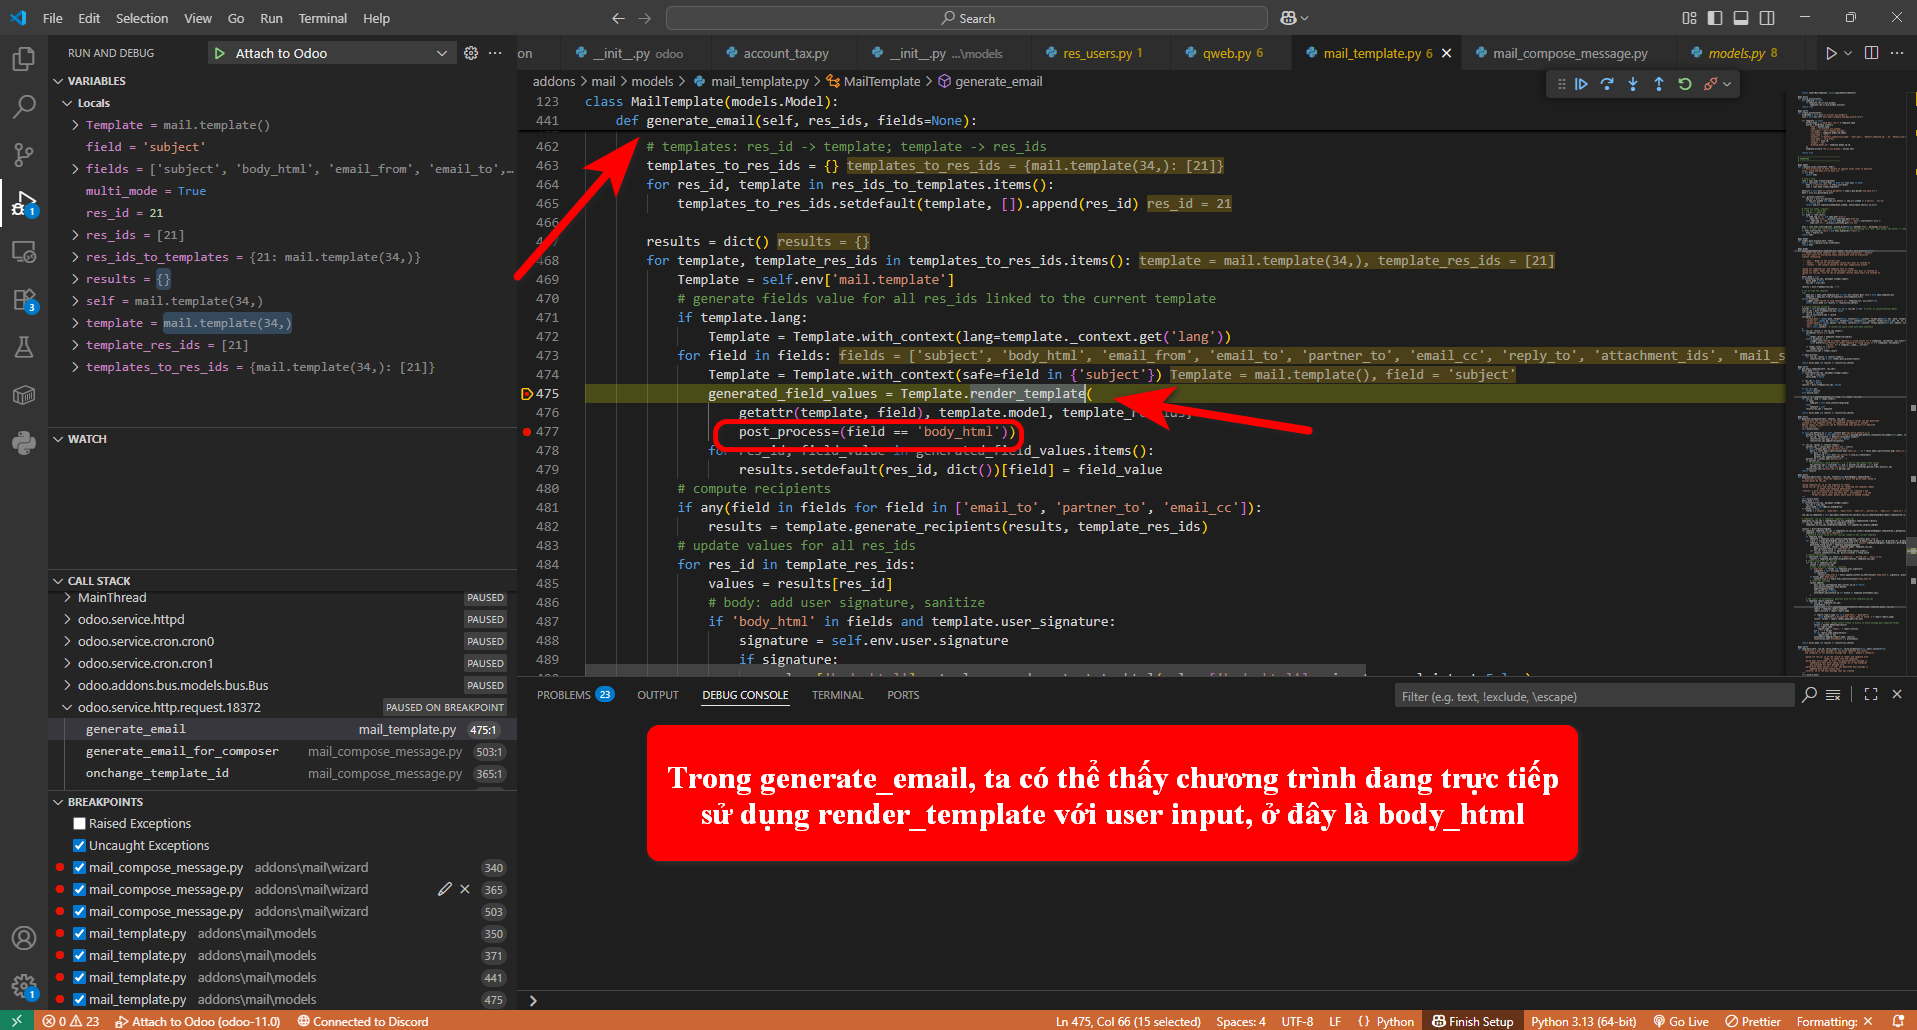 File Edit Selection View Go Run Terminal Help
Search
RUN AND DEBUG Attach to Odoo
on __init__.py odoo account_tax.py __init__.py ...\models res_users.py 1 qweb.py 6 mail_template.py 6 mail_compose_message.py models.py 8
addons > mail > models > mail_template.py > MailTemplate > generate_email
VARIABLES
Locals
Template = mail.template()
field = 'subject'
fields = ['subject', 'body_html', 'email_from', 'email_to',...
multi_mode = True
res_id = 21
res_ids = [21]
res_ids_to_templates = {21: mail.template(34,)}
results = {}
self = mail.template(34,)
template = mail.template(34,)
template_res_ids = [21]
templates_to_res_ids = {mail.template(34,): [21]}
WATCH
CALL STACK
MainThread PAUSED
odoo.service.httpd PAUSED
odoo.service.cron.cron0 PAUSED
odoo.service.cron.cron1 PAUSED
odoo.addons.bus.models.bus.Bus PAUSED
odoo.service.http.request.18372 PAUSED ON BREAKPOINT
generate_email mail_template.py 475:1
generate_email_for_composer mail_compose_message.py 503:1
onchange_template_id mail_compose_message.py 365:1
BREAKPOINTS
Raised Exceptions
Uncaught Exceptions
mail_compose_message.py addons\mail\wizard 340
mail_compose_message.py addons\mail\wizard 365
mail_compose_message.py addons\mail\wizard 503
mail_template.py addons\mail\models 350
mail_template.py addons\mail\models 371
mail_template.py addons\mail\models 441
mail_template.py addons\mail\models 475
123 class MailTemplate(models.Model):
441 def generate_email(self, res_ids, fields=None):
462 # templates: res_id -> template; template -> res_ids
463 templates_to_res_ids = {} templates_to_res_ids = {mail.template(34,): [21]}
464 for res_id, template in res_ids_to_templates.items():
465 templates_to_res_ids.setdefault(template, []).append(res_id) res_id = 21
466
467 results = dict() results = {}
468 for template, template_res_ids in templates_to_res_ids.items(): template = mail.template(34,), template_res_ids = [21]
469 Template = self.env['mail.template']
470 # generate fields value for all res_ids linked to the current template
471 if template.lang:
472 Template = Template.with_context(lang=template._context.get('lang'))
473 for field in fields: fields = ['subject', 'body_html', 'email_from', 'email_to', 'partner_to', 'email_cc', 'reply_to', 'attachment_ids', 'mail_s
474 Template = Template.with_context(safe=field in {'subject'}) Template = mail.template(), field = 'subject'
475 generated_field_values = Template.render_template(
476 getattr(template, field), template.model, template_res_ids,
477 post_process=(field == 'body_html'))
478 for res_id, field_value in generated_field_values.items():
479 results.setdefault(res_id, dict())[field] = field_value
480 # compute recipients
481 if any(field in fields for field in ['email_to', 'partner_to', 'email_cc']):
482 results = template.generate_recipients(results, template_res_ids)
483 # update values for all res_ids
484 for res_id in template_res_ids:
485 values = results[res_id]
486 # body: add user signature, sanitize
487 if 'body_html' in fields and template.user_signature:
488 signature = self.env.user.signature
489 if signature:
PROBLEMS 23 OUTPUT DEBUG CONSOLE TERMINAL PORTS
Filter (e.g. text, !exclude, \escape)
Trong generate_email, ta có thể thấy chương trình đang trực tiếp
sử dụng render_template với user input, ở đây là body_html
0 23 Attach to Odoo (odoo-11.0) Connected to Discord Ln 475, Col 66 (15 selected) Spaces: 4 UTF-8 LF {} Python Finish Setup Python 3.13 (64-bit) Go Live Prettier Formatting: ✕